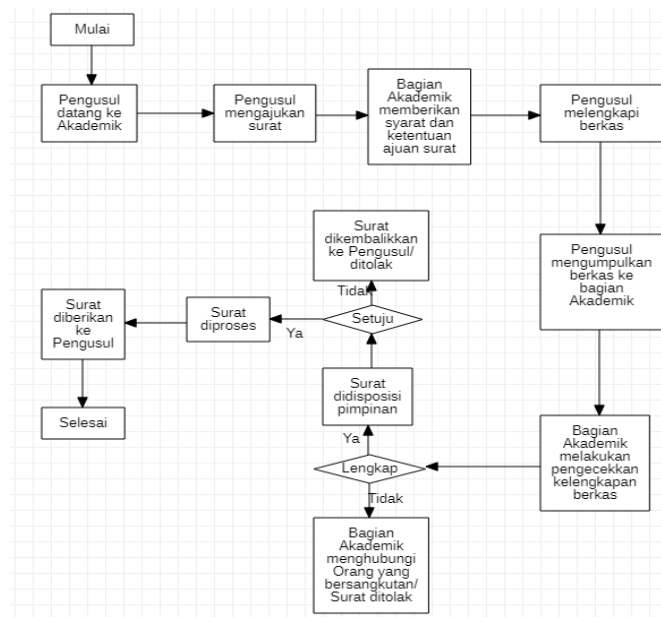 Mulai
Pengusul
datang ke
Akademik
Pengusul
mengajukan
surat
Bagian
Akademik
memberikan
syarat dan
ketentuan
ajuan surat
Pengusul
melengkapi
berkas
Pengusul
mengumpulkan
berkas ke
bagian
Akademik
Bagian
Akademik
melakukan
pengecekkan
kelengkapan
berkas
Lengkap
Tidak
Bagian
Akademik
menghubungi
Orang yang
bersangkutan/
Surat ditolak
Ya
Surat
didisposisi
pimpinan
Setuju
Tidak
Surat
dikembalikkan
ke Pengusul/
ditolak
Ya
Surat
diproses
Surat
diberikan
ke
Pengusul
Selesai